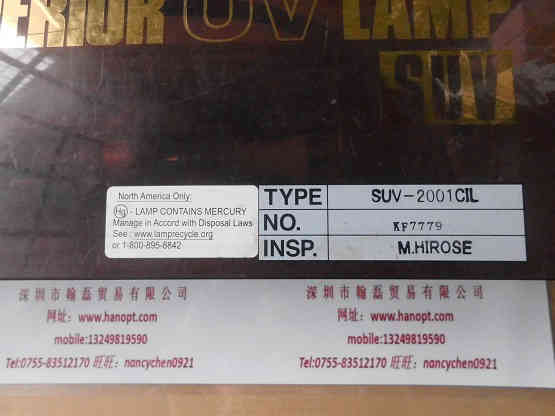 ERIOR UV LAMP
SUV
North America Only:
Hg - LAMP CONTAINS MERCURY
Manage in Accord with Disposal Laws
See : www.lamprecycle.org
or 1-800-895-8842
TYPE SUV-2001CIL
NO. KF7779
INSP. M.HIROSE
深圳市翰磊贸易有限公司
网址: www.hanopt.com
mobile:13249819590
Tel:0755-83512170 旺旺: nancychen0921
深圳市翰磊贸易有限公司
网址: www.hanopt.com
mobile:13249819590
Tel:0755-83512170 旺旺: nancychen0921